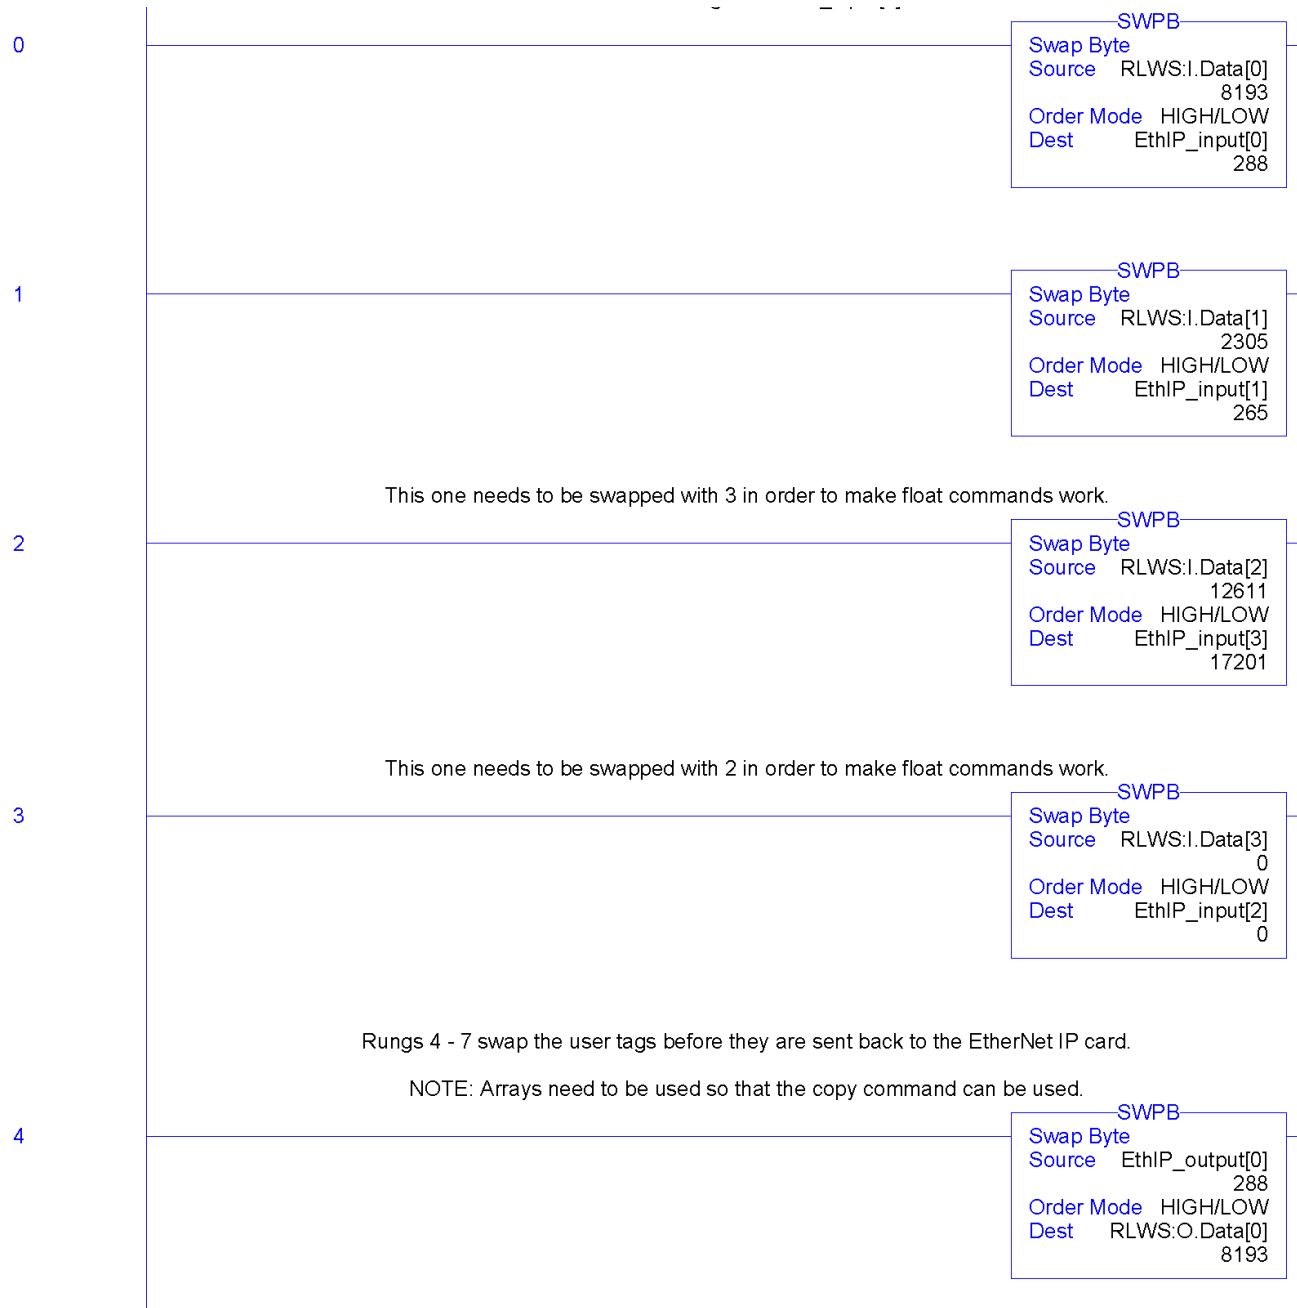 0
SWPB
Swap Byte
Source RLWS:I.Data[0]
8193
Order Mode HIGH/LOW
Dest EthIP_input[0]
288
1
SWPB
Swap Byte
Source RLWS:I.Data[1]
2305
Order Mode HIGH/LOW
Dest EthIP_input[1]
265
This one needs to be swapped with 3 in order to make float commands work.
2
SWPB
Swap Byte
Source RLWS:I.Data[2]
12611
Order Mode HIGH/LOW
Dest EthIP_input[3]
17201
This one needs to be swapped with 2 in order to make float commands work.
3
SWPB
Swap Byte
Source RLWS:I.Data[3]
0
Order Mode HIGH/LOW
Dest EthIP_input[2]
0
Rungs 4 - 7 swap the user tags before they are sent back to the EtherNet IP card.
NOTE: Arrays need to be used so that the copy command can be used.
4
SWPB
Swap Byte
Source EthIP_output[0]
288
Order Mode HIGH/LOW
Dest RLWS:O.Data[0]
8193